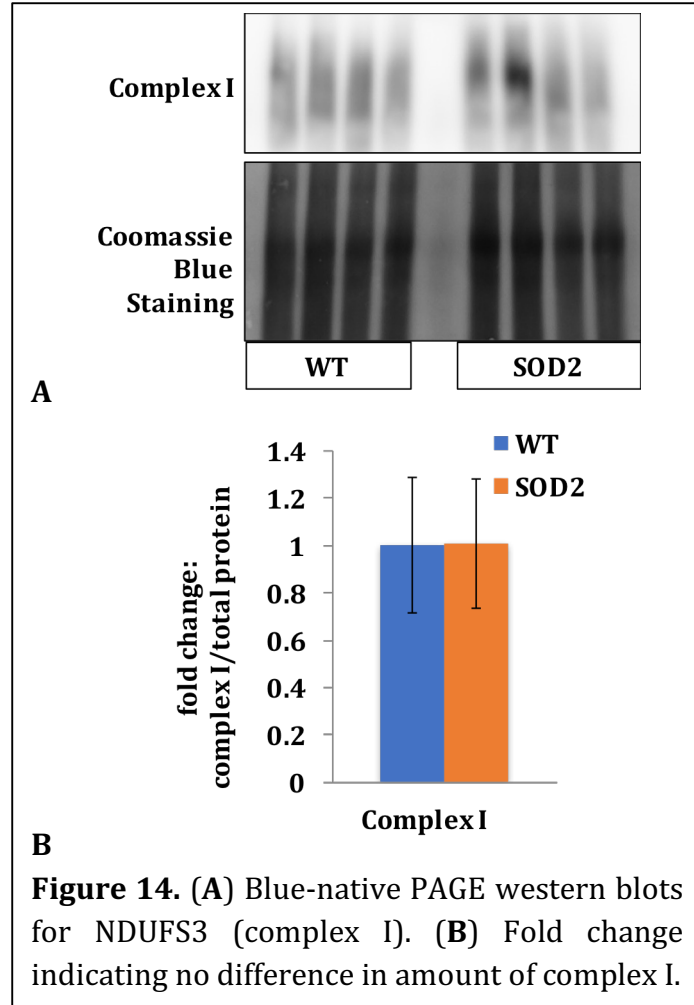 Complex I
Coomassie
Blue
Staining
WT
SOD2
A
1.4
1.2
1
0.8
0.6
0.4
0.2
0
fold change:
complex I/total protein
WT
SOD2
Complex I
B
Figure 14. (A) Blue-native PAGE western blots
for NDUFS3 (complex I). (B) Fold change
indicating no difference in amount of complex I.